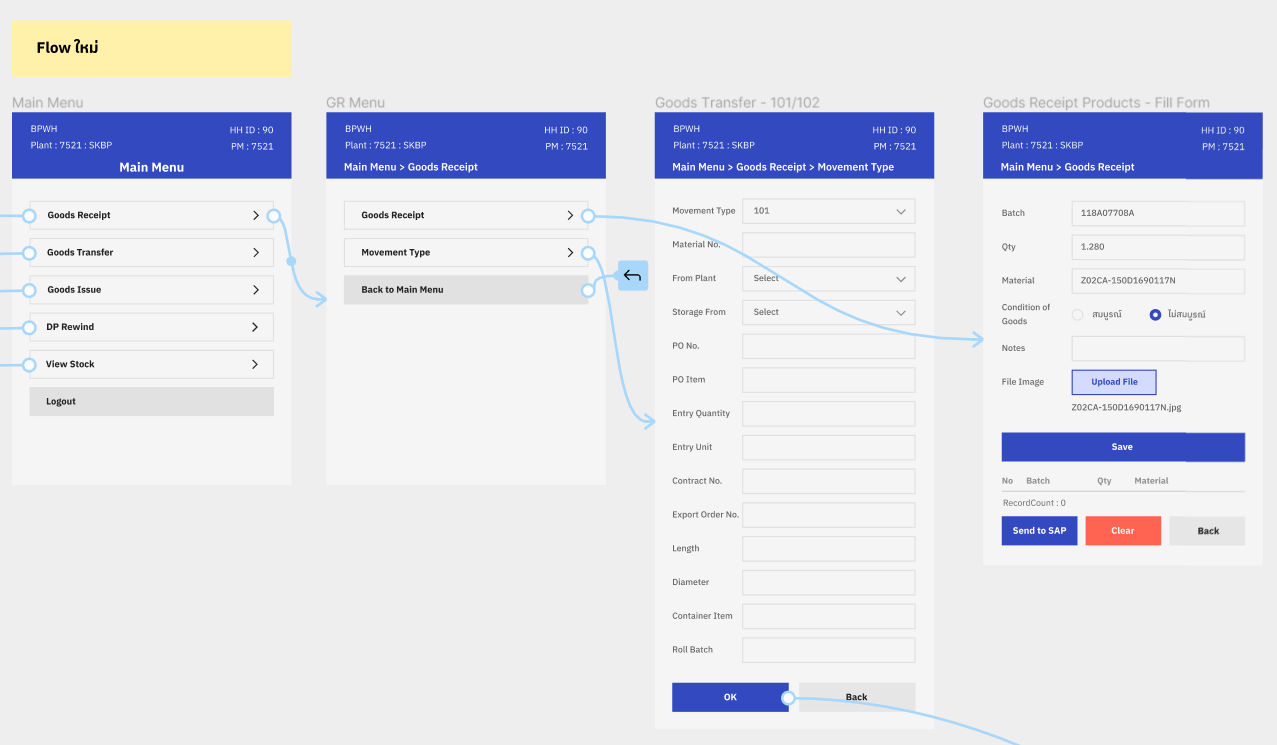 Flow ใหม่
Main Menu
BPWH
HH ID : 90
Plant : 7521 : SKBP
PM : 7521
Main Menu
Goods Receipt
Goods Transfer
Goods Issue
DP Rewind
View Stock
Logout
GR Menu
BPWH
HH ID : 90
Plant : 7521 : SKBP
PM : 7521
Main Menu > Goods Receipt
Goods Receipt
Movement Type
Back to Main Menu
Goods Transfer - 101/102
BPWH
HH ID : 90
Plant : 7521 : SKBP
PM : 7521
Main Menu > Goods Receipt > Movement Type
Movement Type
101
Material No.
From Plant
Select
Storage From
Select
PO No.
PO Item
Entry Quantity
Entry Unit
Contract No.
Export Order No.
Length
Diameter
Container Item
Roll Batch
OK
Back
Goods Receipt Products - Fill Form
BPWH
HH ID : 90
Plant : 7521 : SKBP
PM : 7521
Main Menu > Goods Receipt
Batch
118A07708A
Qty
1.280
Material
Z02CA-150D1690117N
Condition of
Goods
สมบูรณ์
ไม่สมบูรณ์
Notes
File Image
Upload File
Z02CA-150D1690117N.jpg
Save
No Batch Qty Material
RecordCount : 0
Send to SAP
Clear
Back